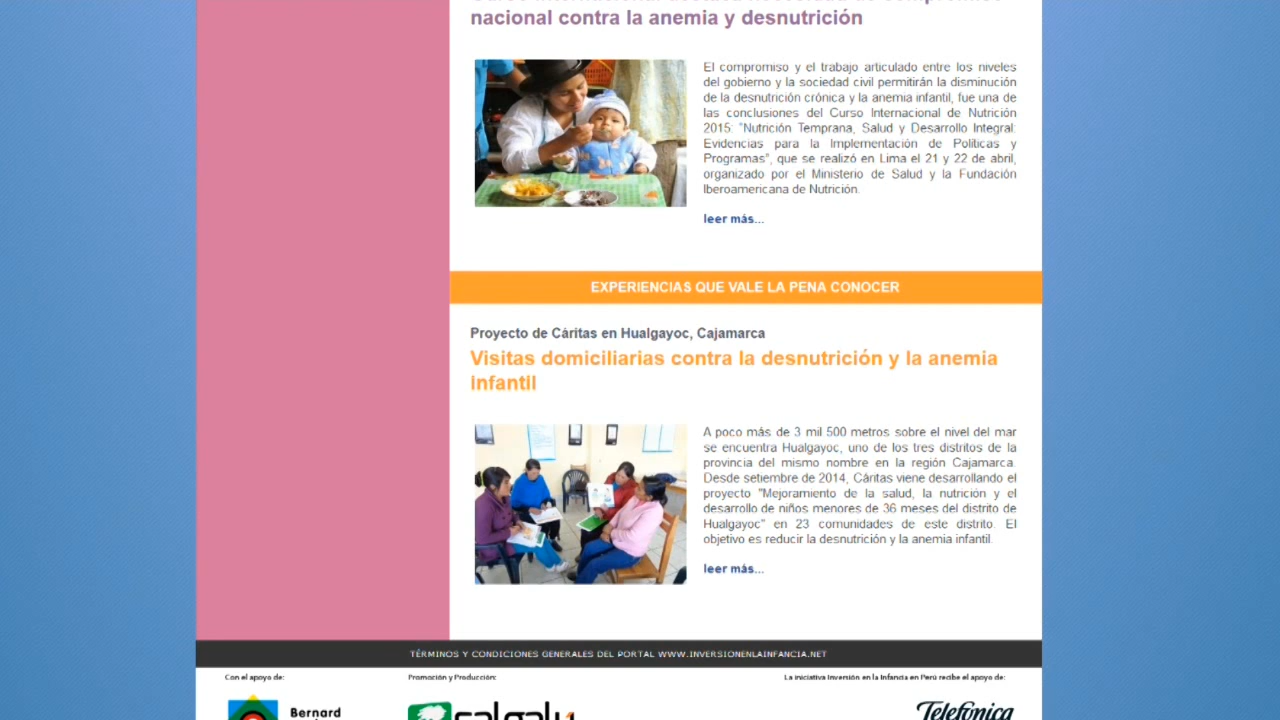 nacional contra la anemia y desnutrición
El compromiso y el trabajo articulado entre los niveles
del gobierno y la sociedad civil permitirán la disminución
de la desnutrición crónica y la anemia infantil, fue una de
las conclusiones del Curso Internacional de Nutrición
2015: "Nutrición Temprana, Salud y Desarrollo Integral:
Evidencias para la Implementación de Políticas y
Programas", que se realizó en Lima el 21 y 22 de abril,
organizado por el Ministerio de Salud y la Fundación
Iberoamericana de Nutrición.
leer más...
EXPERIENCIAS QUE VALE LA PENA CONOCER
Proyecto de Cáritas en Hualgayoc, Cajamarca
Visitas domiciliarias contra la desnutrición y la anemia
infantil
A poco más de 3 mil 500 metros sobre el nivel del mar
se encuentra Hualgayoc, uno de los tres distritos de la
provincia del mismo nombre en la región Cajamarca.
Desde setiembre de 2014, Cáritas viene desarrollando el
proyecto "Mejoramiento de la salud, la nutrición y el
desarrollo de niños menores de 36 meses del distrito de
Hualgayoc" en 23 comunidades de este distrito. El
objetivo es reducir la desnutrición y la anemia infantil.
leer más...
TÉRMINOS Y CONDICIONES GENERALES DEL PORTAL WWW.INVERSIONENLAINFANCIA.NET
Con el apoyo de: Promoción y Producción: La iniciativa Inversión en la Infancia en Perú recibe el apoyo de:
Bernard Telefónica